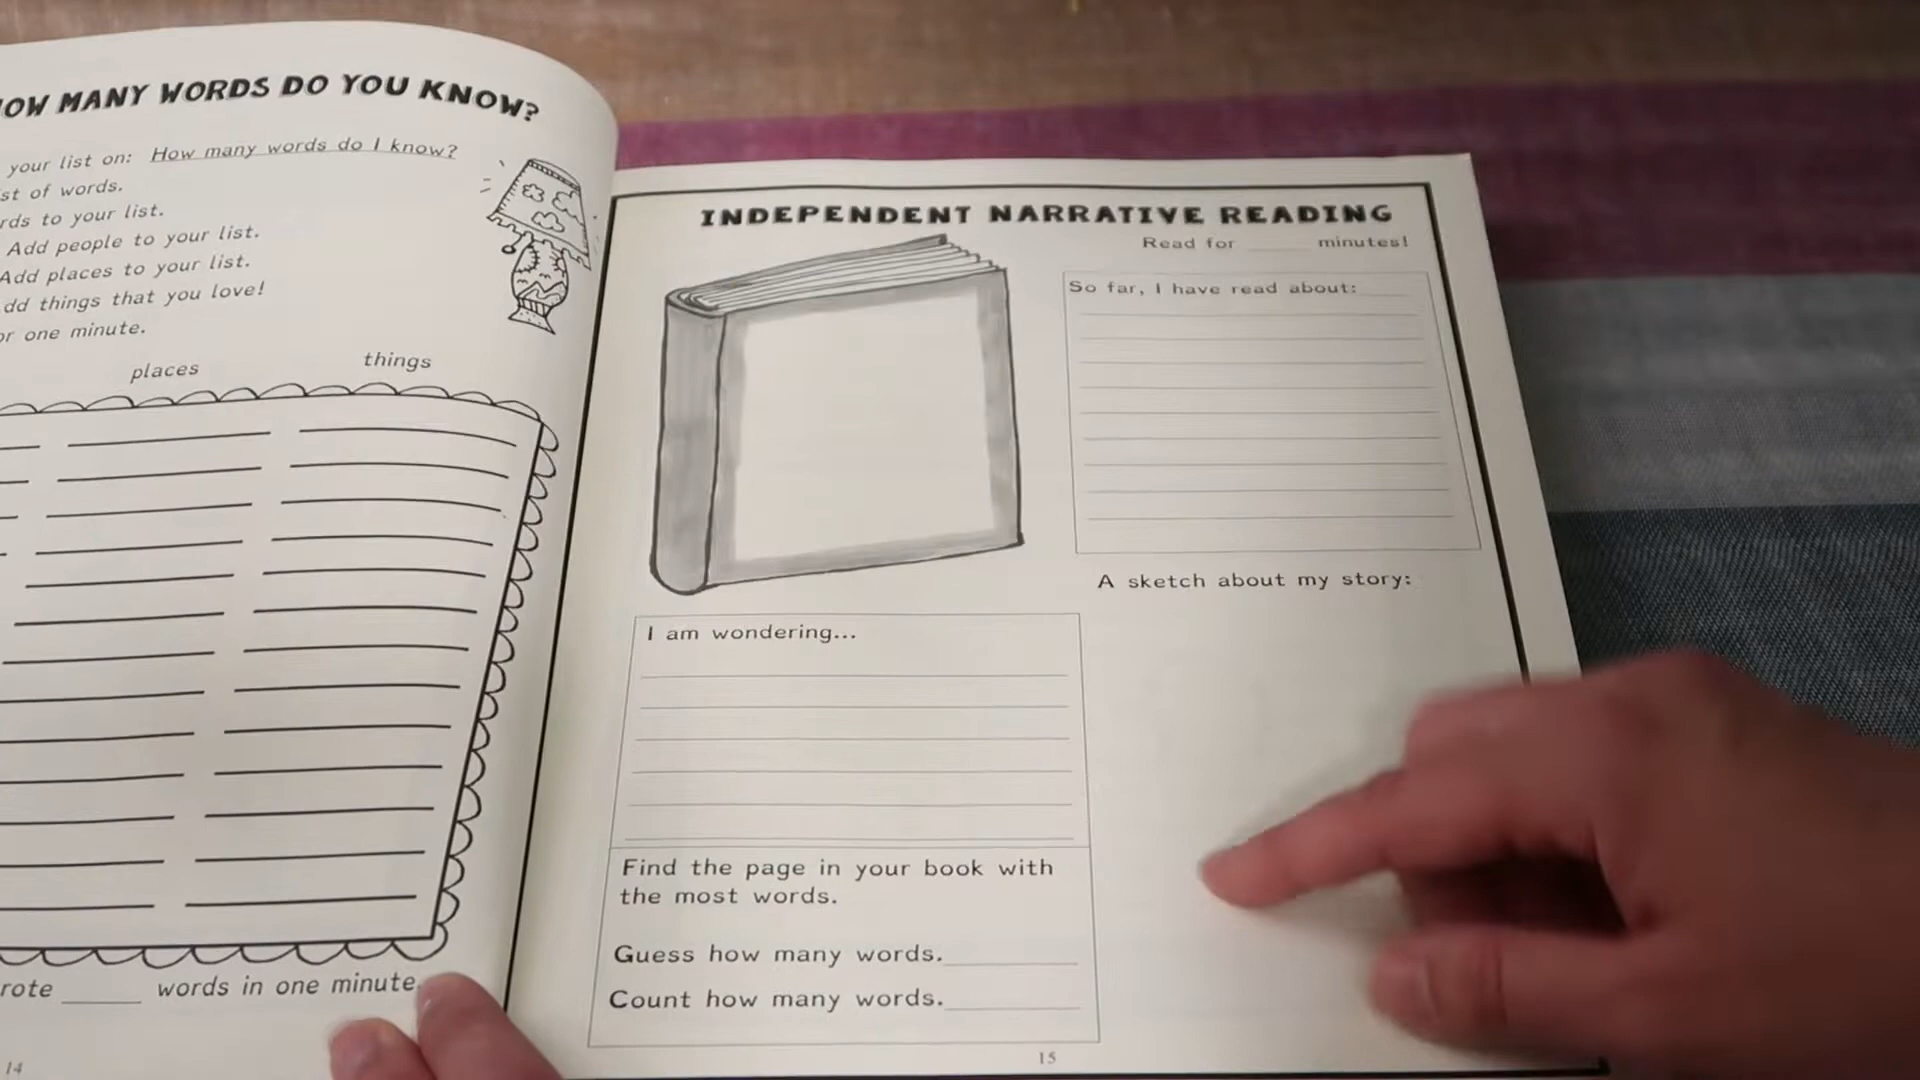 OW MANY WORDS DO YOU KNOW?
your list on: How many words do I know?
st of words.
rds to your list.
Add people to your list.
Add places to your list.
dd things that you love!
or one minute.
places things
rote ______ words in one minute.
14
INDEPENDENT NARRATIVE READING
Read for ______ minutes!
So far, I have read about:
A sketch about my story:
I am wondering...
Find the page in your book with
the most words.
Guess how many words.
Count how many words.
15